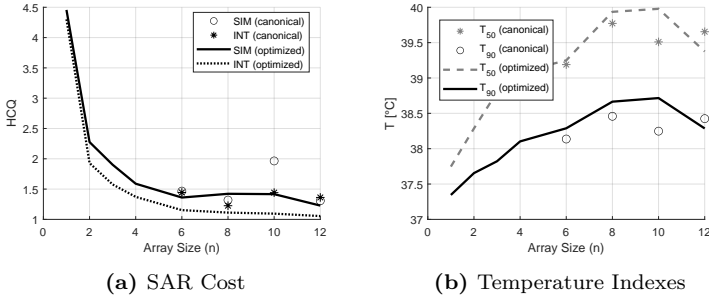 HCQ
4.5
4
3.5
3
2.5
2
1.5
1
0
2
4
6
8
10
12
Array Size (n)
SIM (canonical)
INT (canonical)
SIM (optimized)
INT (optimized)
(a) SAR Cost
T [°C]
40
39.5
39
38.5
38
37.5
37
0
2
4
6
8
10
12
Array Size (n)
T50 (canonical)
T90 (canonical)
T50 (optimized)
T90 (optimized)
(b) Temperature Indexes